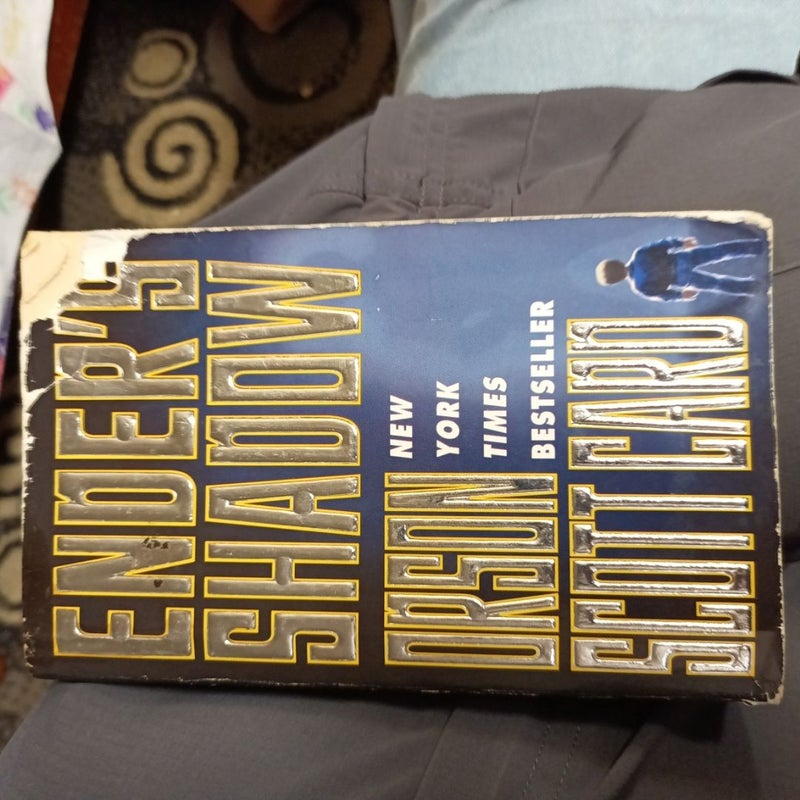 ENDER'S
SHADOW
NEW
YORK
TIMES
BESTSELLER
ORSON
SCOTT CARD